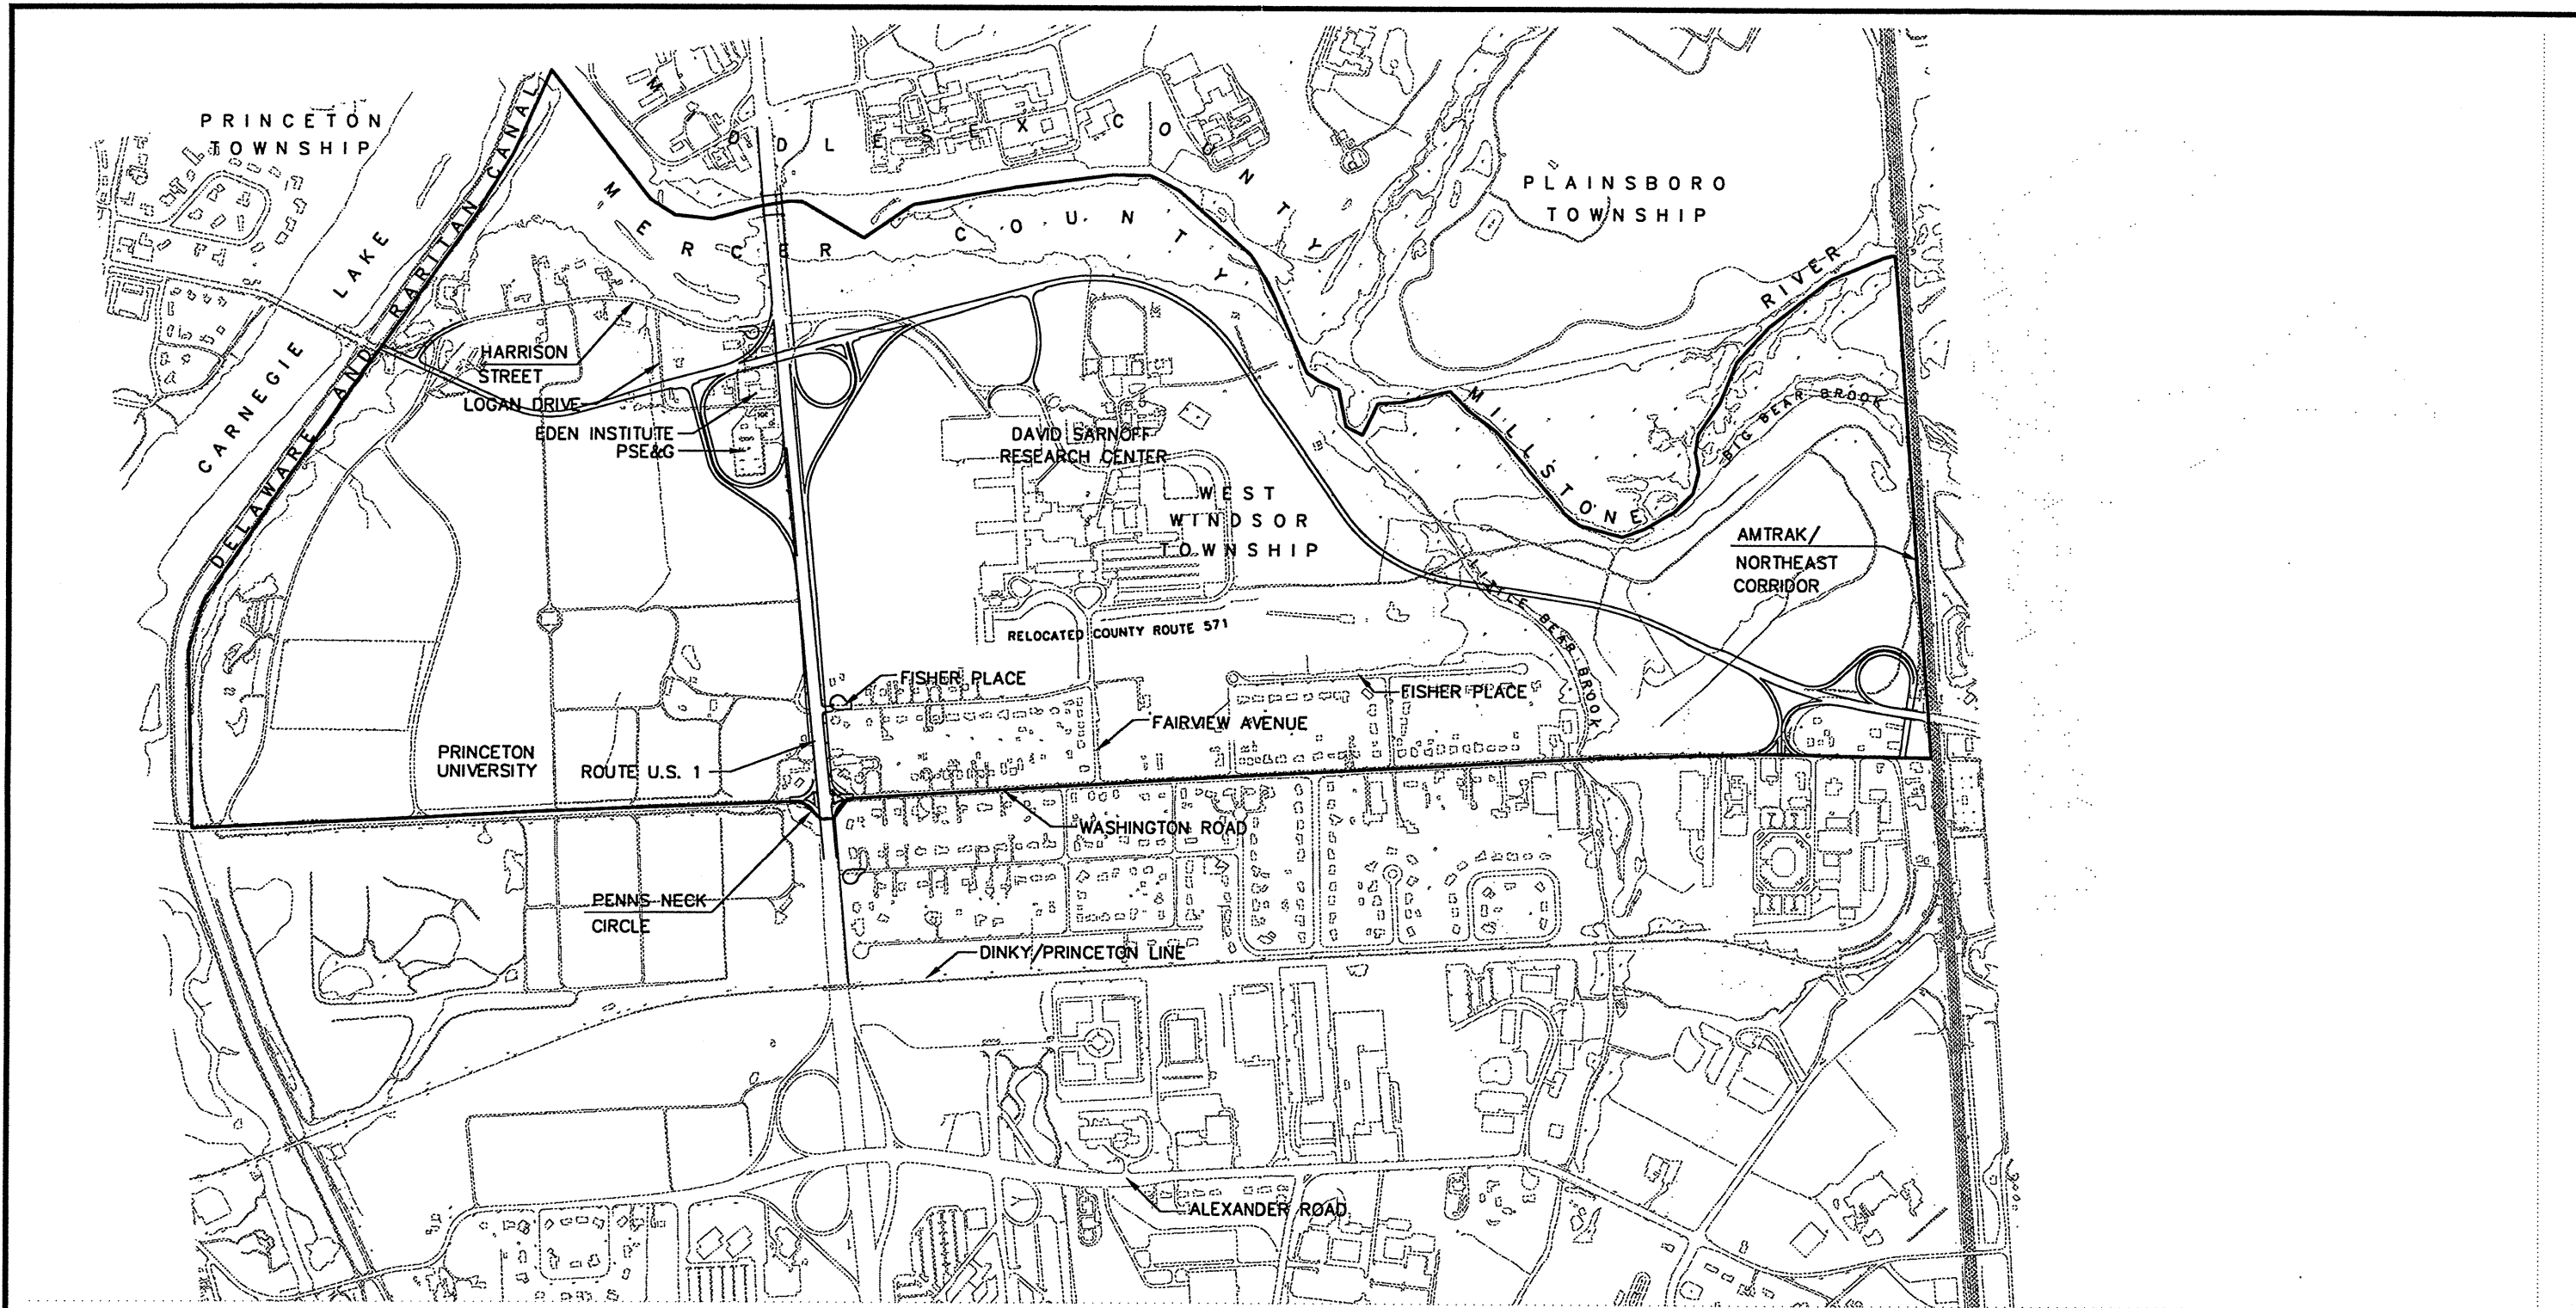 PRINCETON
TOWNSHIP
MIDDLESEX COUNTY
MERCER COUNTY
PLAINSBORO
TOWNSHIP
CARNEGIE LAKE
DELAWARE AND RARITAN CANAL
MILLSTONE RIVER
BIG BEAR BROOK
HARRISON
STREET
LOGAN DRIVE
EDEN INSTITUTE
PSE&G
DAVID SARNOFF
RESEARCH CENTER
WEST
WINDSOR
TOWNSHIP
AMTRAK/
NORTHEAST
CORRIDOR
LITTLE BEAR BROOK
RELOCATED COUNTY ROUTE 571
FISHER PLACE
FISHER PLACE
FAIRVIEW AVENUE
PRINCETON
UNIVERSITY
ROUTE U.S. 1
WASHINGTON ROAD
PENNS NECK
CIRCLE
DINKY/PRINCETON LINE
ALEXANDER ROAD